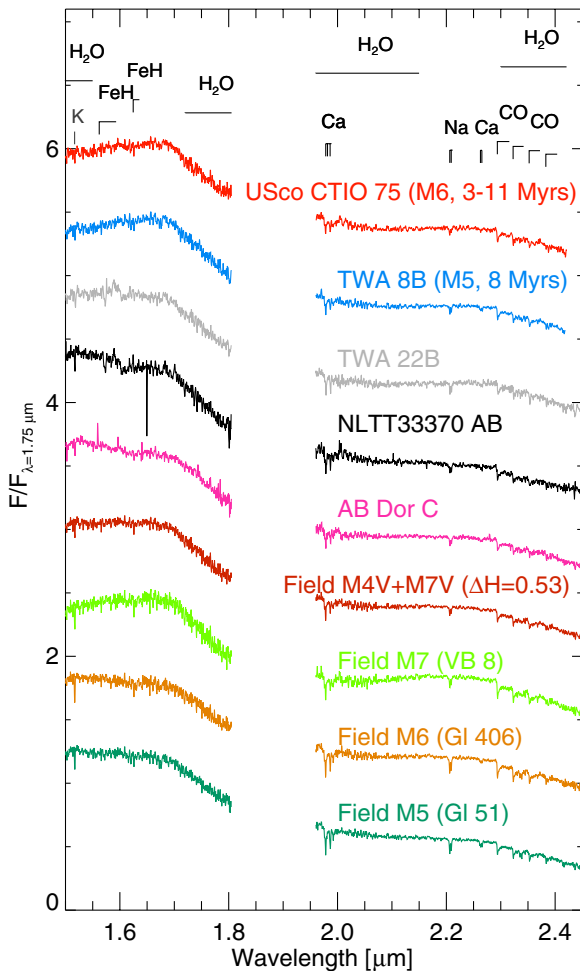 H₂O
H₂O
H₂O
H₂O
FeH
FeH
K
Ca
Na Ca CO CO
USco CTIO 75 (M6, 3-11 Myrs)
TWA 8B (M5, 8 Myrs)
TWA 22B
NLTT33370 AB
AB Dor C
Field M4V+M7V (ΔH=0.53)
Field M7 (VB 8)
Field M6 (Gl 406)
Field M5 (Gl 51)
6
4
2
0
F/Fλ=1.75 μm
1.6 1.8 2.0 2.2 2.4
Wavelength [μm]